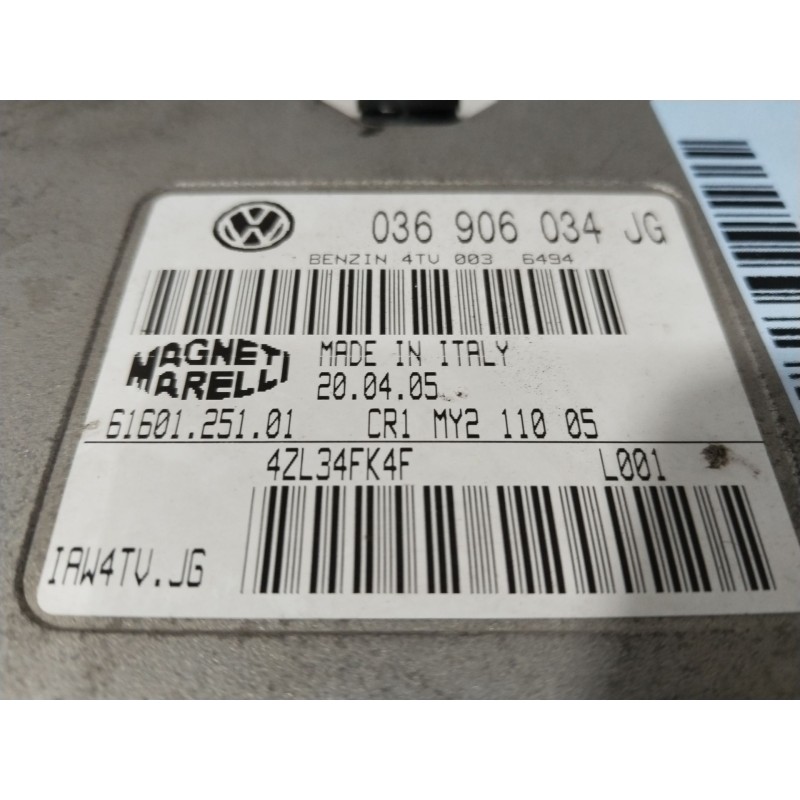 036 906 034 JG
BENZIN 4TV 003 6494
MAGNETI MARELLI
MADE IN ITALY
20.04.05
61601.251.01 CR1 MY2 110 05
4ZL34FK4F L001
IAW4TV.JG